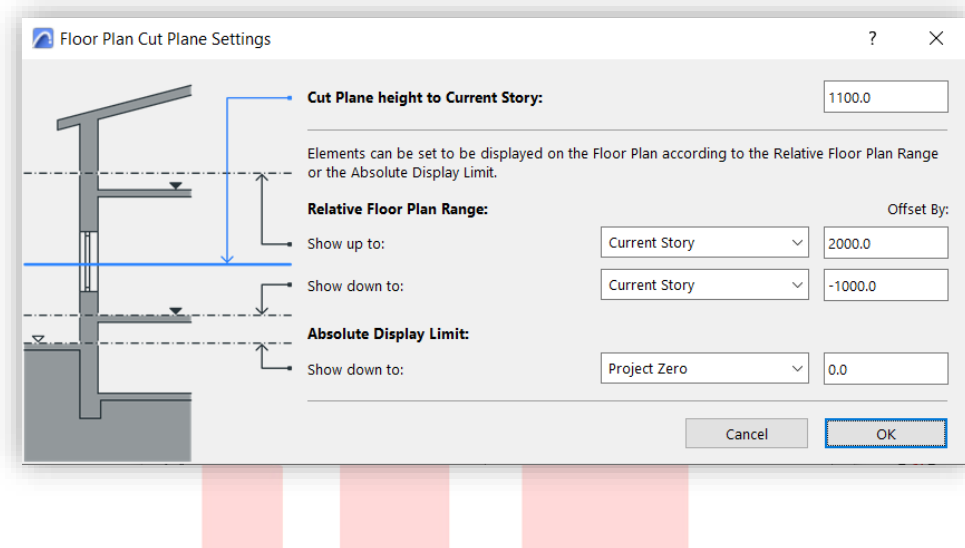 Floor Plan Cut Plane Settings ? ×
Cut Plane height to Current Story: 1100.0
Elements can be set to be displayed on the Floor Plan according to the Relative Floor Plan Range
or the Absolute Display Limit.
Relative Floor Plan Range: Offset By:
Show up to: Current Story 2000.0
Show down to: Current Story -1000.0
Absolute Display Limit:
Show down to: Project Zero 0.0
Cancel OK